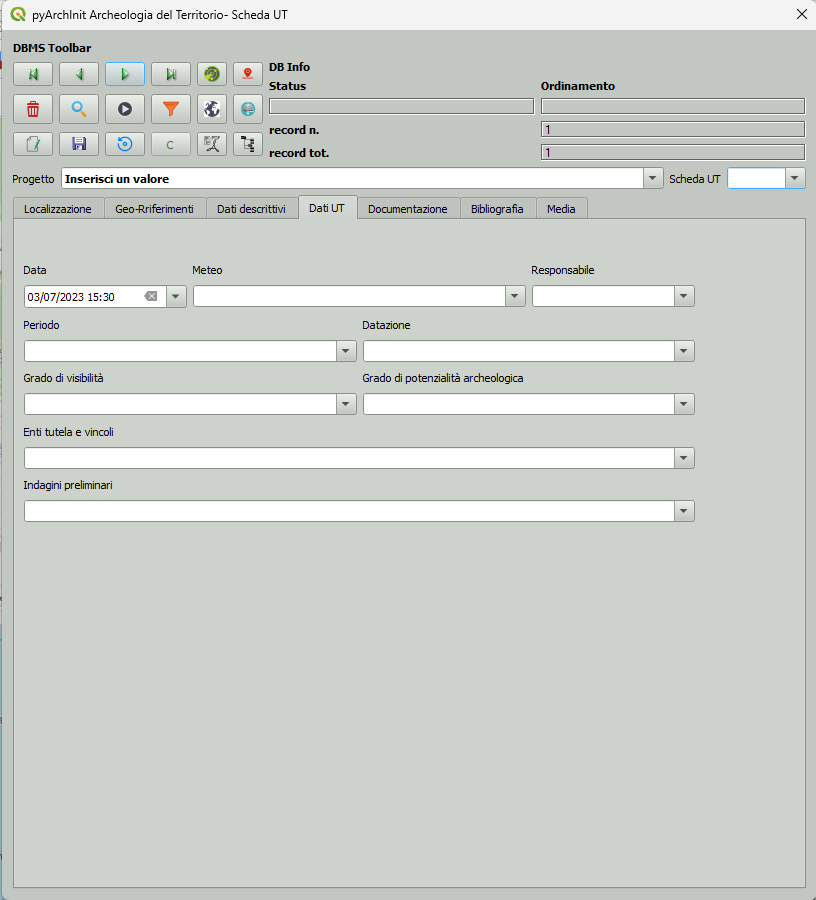 pyArchInit Archeologia del Territorio- Scheda UT
DBMS Toolbar
DB Info
Status Ordinamento
record n. 1
C
record tot. 1
Progetto Inserisci un valore Scheda UT
Localizzazione Geo-Rriferimenti Dati descrittivi Dati UT Documentazione Bibliografia Media
Data Meteo Responsabile
03/07/2023 15:30
Periodo Datazione
Grado di visibilità Grado di potenzialità archeologica
Enti tutela e vincoli
Indagini preliminari